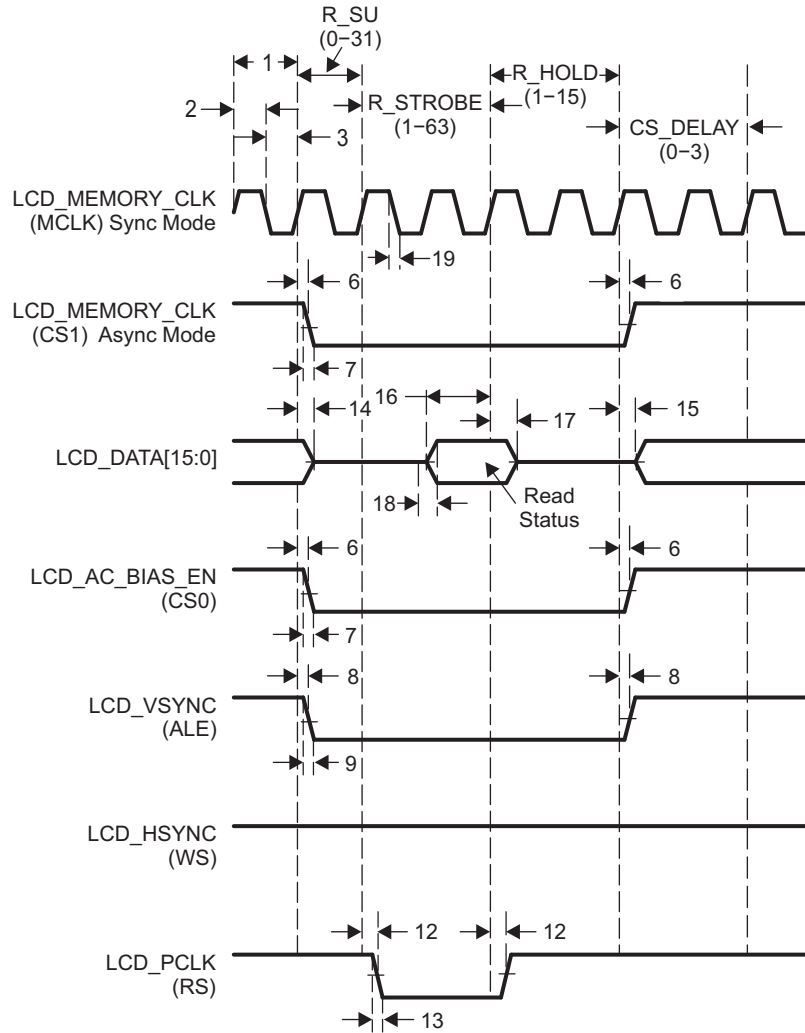 R_SU
(0–31)
1
R_HOLD
(1–15)
2
R_STROBE
(1–63)
CS_DELAY
(0–3)
3
LCD_MEMORY_CLK
(MCLK) Sync Mode
19
6
6
LCD_MEMORY_CLK
(CS1) Async Mode
7
16
14
17
15
LCD_DATA[15:0]
18
Read
Status
6
6
LCD_AC_BIAS_EN
(CS0)
7
8
8
LCD_VSYNC
(ALE)
9
LCD_HSYNC
(WS)
12
12
LCD_PCLK
(RS)
13